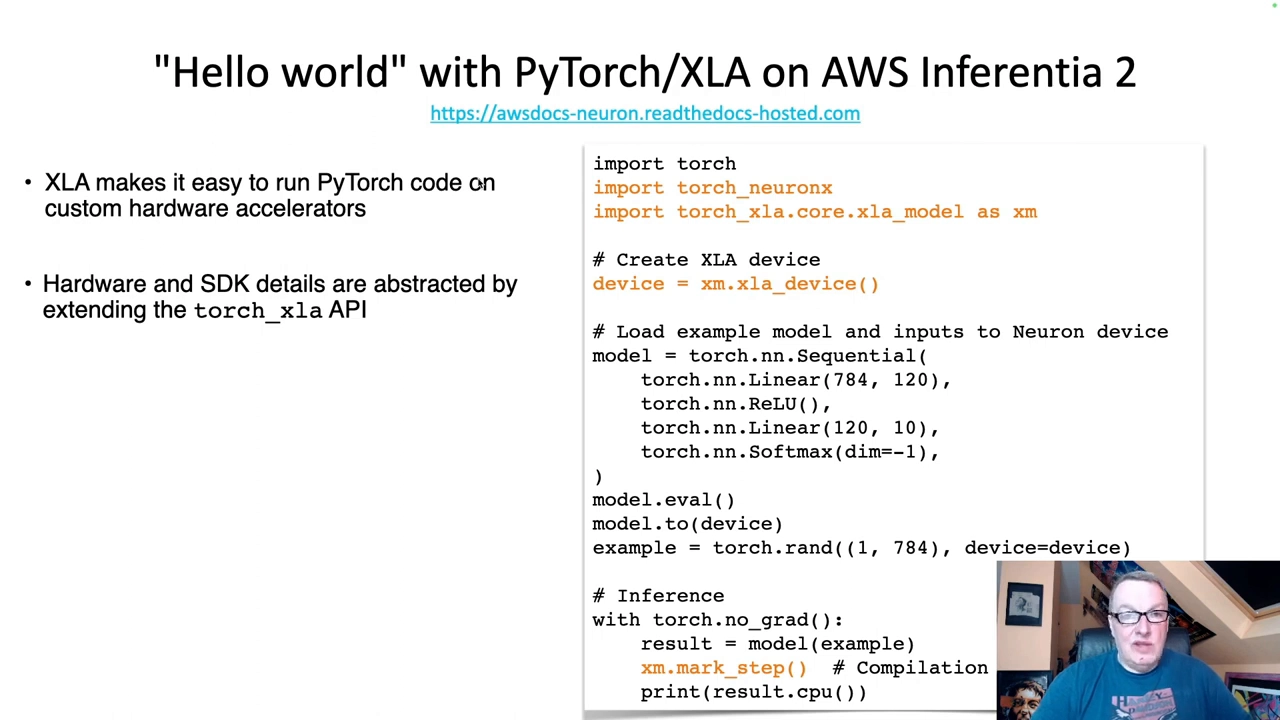 "Hello world" with PyTorch/XLA on AWS Inferentia 2
https://awsdocs-neuron.readthedocs-hosted.com
• XLA makes it easy to run PyTorch code on
custom hardware accelerators
• Hardware and SDK details are abstracted by
extending the torch_xla API
import torch
import torch_neuronx
import torch_xla.core.xla_model as xm
# Create XLA device
device = xm.xla_device()
# Load example model and inputs to Neuron device
model = torch.nn.Sequential(
    torch.nn.Linear(784, 120),
    torch.nn.ReLU(),
    torch.nn.Linear(120, 10),
    torch.nn.Softmax(dim=-1),
)
model.eval()
model.to(device)
example = torch.rand((1, 784), device=device)
# Inference
with torch.no_grad():
    result = model(example)
    xm.mark_step()  # Compilation
    print(result.cpu())